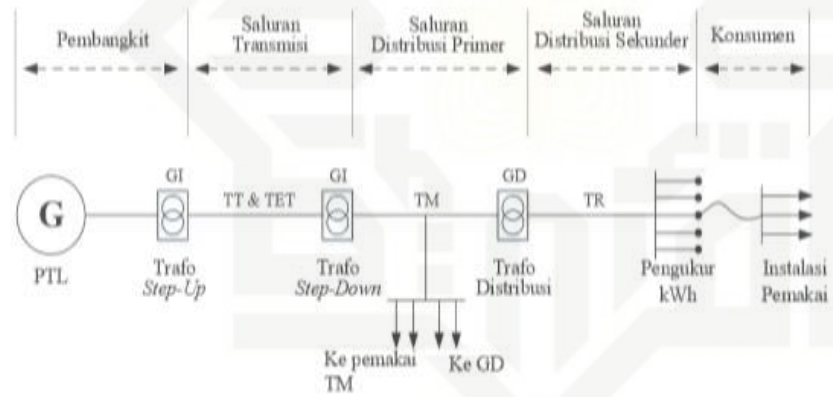 Pembangkit
Saluran
Transmisi
Saluran
Distribusi Primer
Saluran
Distribusi Sekunder
Konsumen
GI
GI
GD
TT & TET
TM
TR
G
PTL
Trafo
Step-Up
Trafo
Step-Down
Trafo
Distribusi
Pengukur
kWh
Instalasi
Pemakai
Ke pemakai
TM
Ke GD